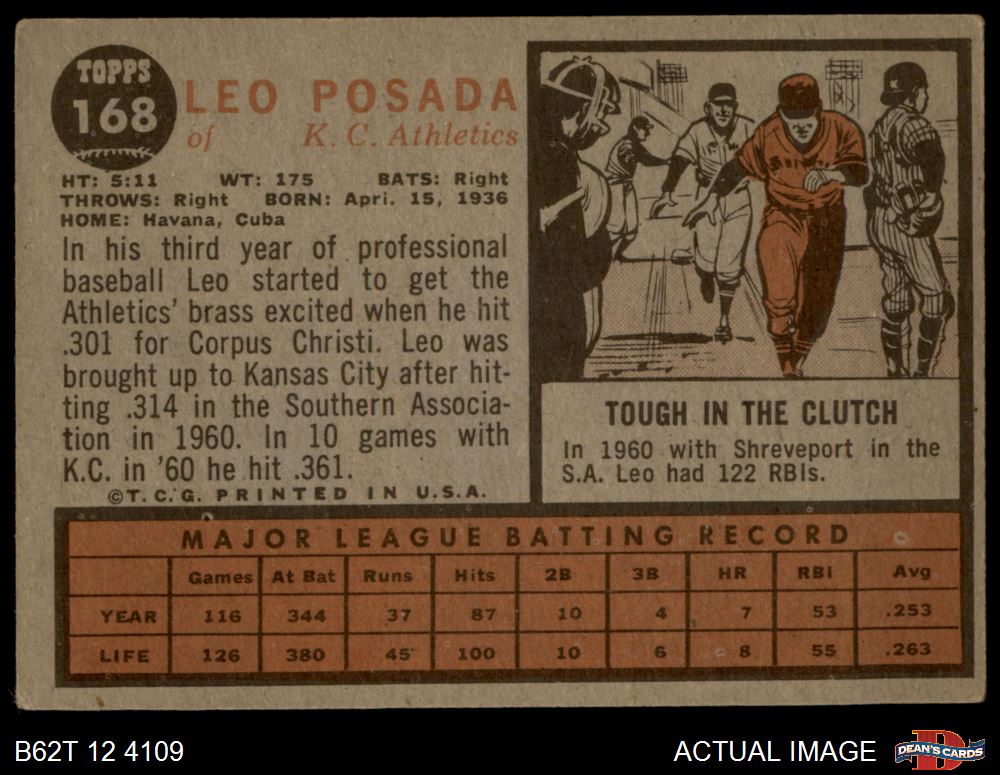 TOPPS
168
LEO POSADA
of K. C. Athletics
HT: 5:11 WT: 175 BATS: Right
THROWS: Right BORN: Apri. 15, 1936
HOME: Havana, Cuba
In his third year of professional
baseball Leo started to get the
Athletics' brass excited when he hit
.301 for Corpus Christi. Leo was
brought up to Kansas City after hit-
ting .314 in the Southern Associa-
tion in 1960. In 10 games with
K.C. in '60 he hit .361.
©T.C.G. PRINTED IN U.S.A.
TOUGH IN THE CLUTCH
In 1960 with Shreveport in the
S.A. Leo had 122 RBIs.
MAJOR LEAGUE BATTING RECORD
Games At Bat Runs Hits 2B 3B HR RBI Avg
YEAR 116 344 37 87 10 4 7 53 .253
LIFE 126 380 45 100 10 6 8 55 .263
B62T 12 4109
ACTUAL IMAGE
DEAN'S CARDS